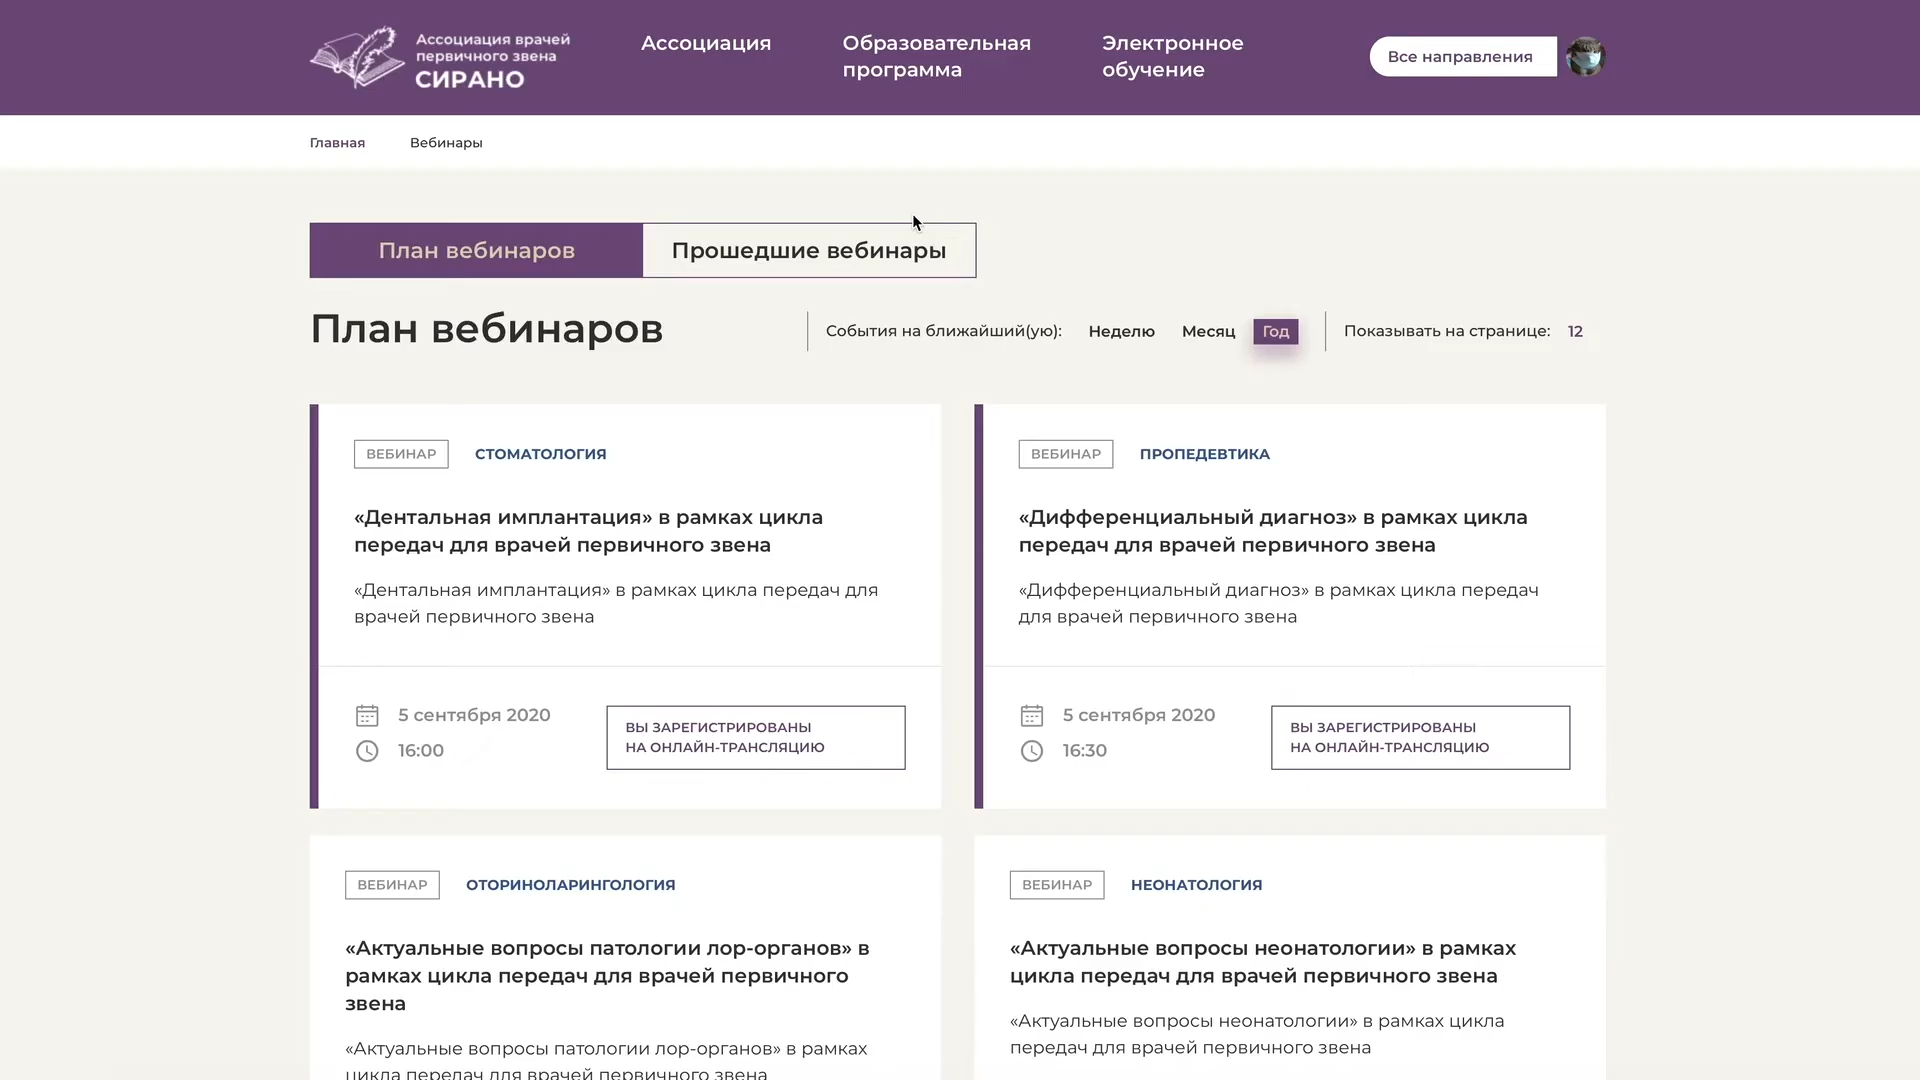 Ассоциация врачей
первичного звена
СИРАНО
Ассоциация
Образовательная
программа
Электронное
обучение
Все направления
Главная
Вебинары
План вебинаров
Прошедшие вебинары
План вебинаров
События на ближайший(ую):
Неделю
Месяц
Год
Показывать на странице:
12
ВЕБИНАР
СТОМАТОЛОГИЯ
«Дентальная имплантация» в рамках цикла
передач для врачей первичного звена
«Дентальная имплантация» в рамках цикла передач для
врачей первичного звена
5 сентября 2020
16:00
ВЫ ЗАРЕГИСТРИРОВАНЫ
НА ОНЛАЙН-ТРАНСЛЯЦИЮ
ВЕБИНАР
ПРОПЕДЕВТИКА
«Дифференциальный диагноз» в рамках цикла
передач для врачей первичного звена
«Дифференциальный диагноз» в рамках цикла передач
для врачей первичного звена
5 сентября 2020
16:30
ВЫ ЗАРЕГИСТРИРОВАНЫ
НА ОНЛАЙН-ТРАНСЛЯЦИЮ
ВЕБИНАР
ОТОРИНОЛАРИНГОЛОГИЯ
«Актуальные вопросы патологии лор-органов» в
рамках цикла передач для врачей первичного
звена
«Актуальные вопросы патологии лор-органов» в рамках
цикла передач для врачей первичного звена
ВЕБИНАР
НЕОНАТОЛОГИЯ
«Актуальные вопросы неонатологии» в рамках
цикла передач для врачей первичного звена
«Актуальные вопросы неонатологии» в рамках цикла
передач для врачей первичного звена